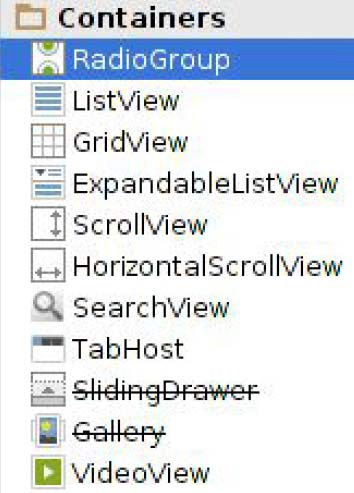 Containers
RadioGroup
ListView
GridView
ExpandableListView
ScrollView
HorizontalScrollView
SearchView
TabHost
SlidingDrawer
Gallery
VideoView